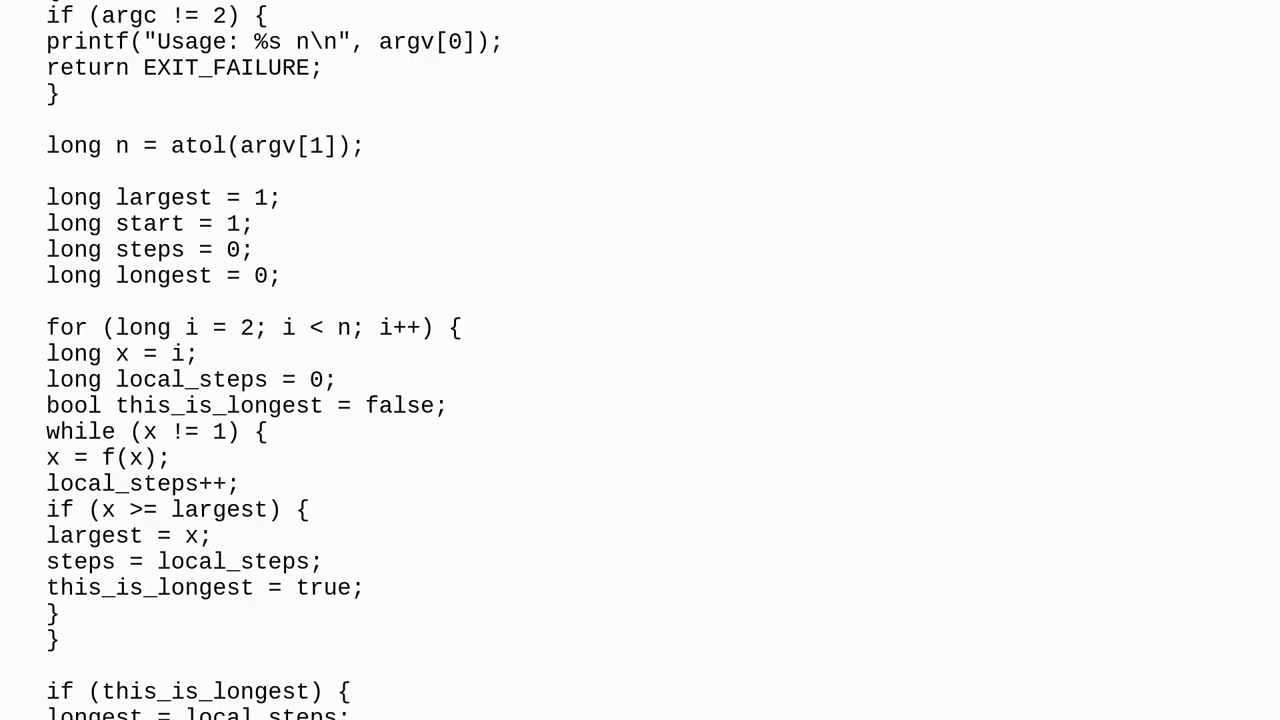 if (argc != 2) {
printf("Usage: %s n\n", argv[0]);
return EXIT_FAILURE;
}
long n = atol(argv[1]);
long largest = 1;
long start = 1;
long steps = 0;
long longest = 0;
for (long i = 2; i < n; i++) {
long x = i;
long local_steps = 0;
bool this_is_longest = false;
while (x != 1) {
x = f(x);
local_steps++;
if (x >= largest) {
largest = x;
steps = local_steps;
this_is_longest = true;
}
}
if (this_is_longest) {
longest = local_steps;